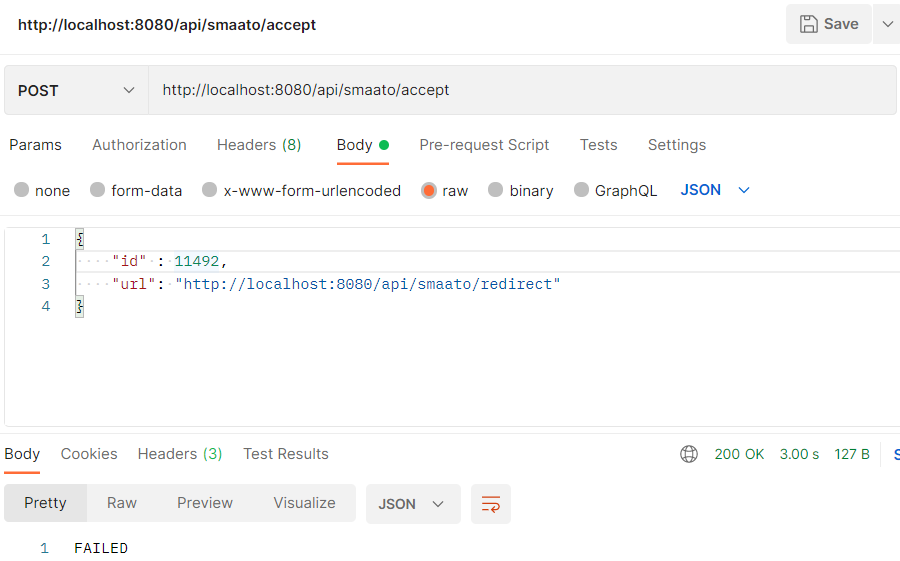 http://localhost:8080/api/smaato/accept
Save
POST
http://localhost:8080/api/smaato/accept
Params Authorization Headers (8) Body Pre-request Script Tests Settings
none form-data x-www-form-urlencoded raw binary GraphQL JSON
1 {
2 "id" : 11492,
3 "url": "http://localhost:8080/api/smaato/redirect"
4 }
Body Cookies Headers (3) Test Results 200 OK 3.00 s 127 B S
Pretty Raw Preview Visualize JSON
1 FAILED